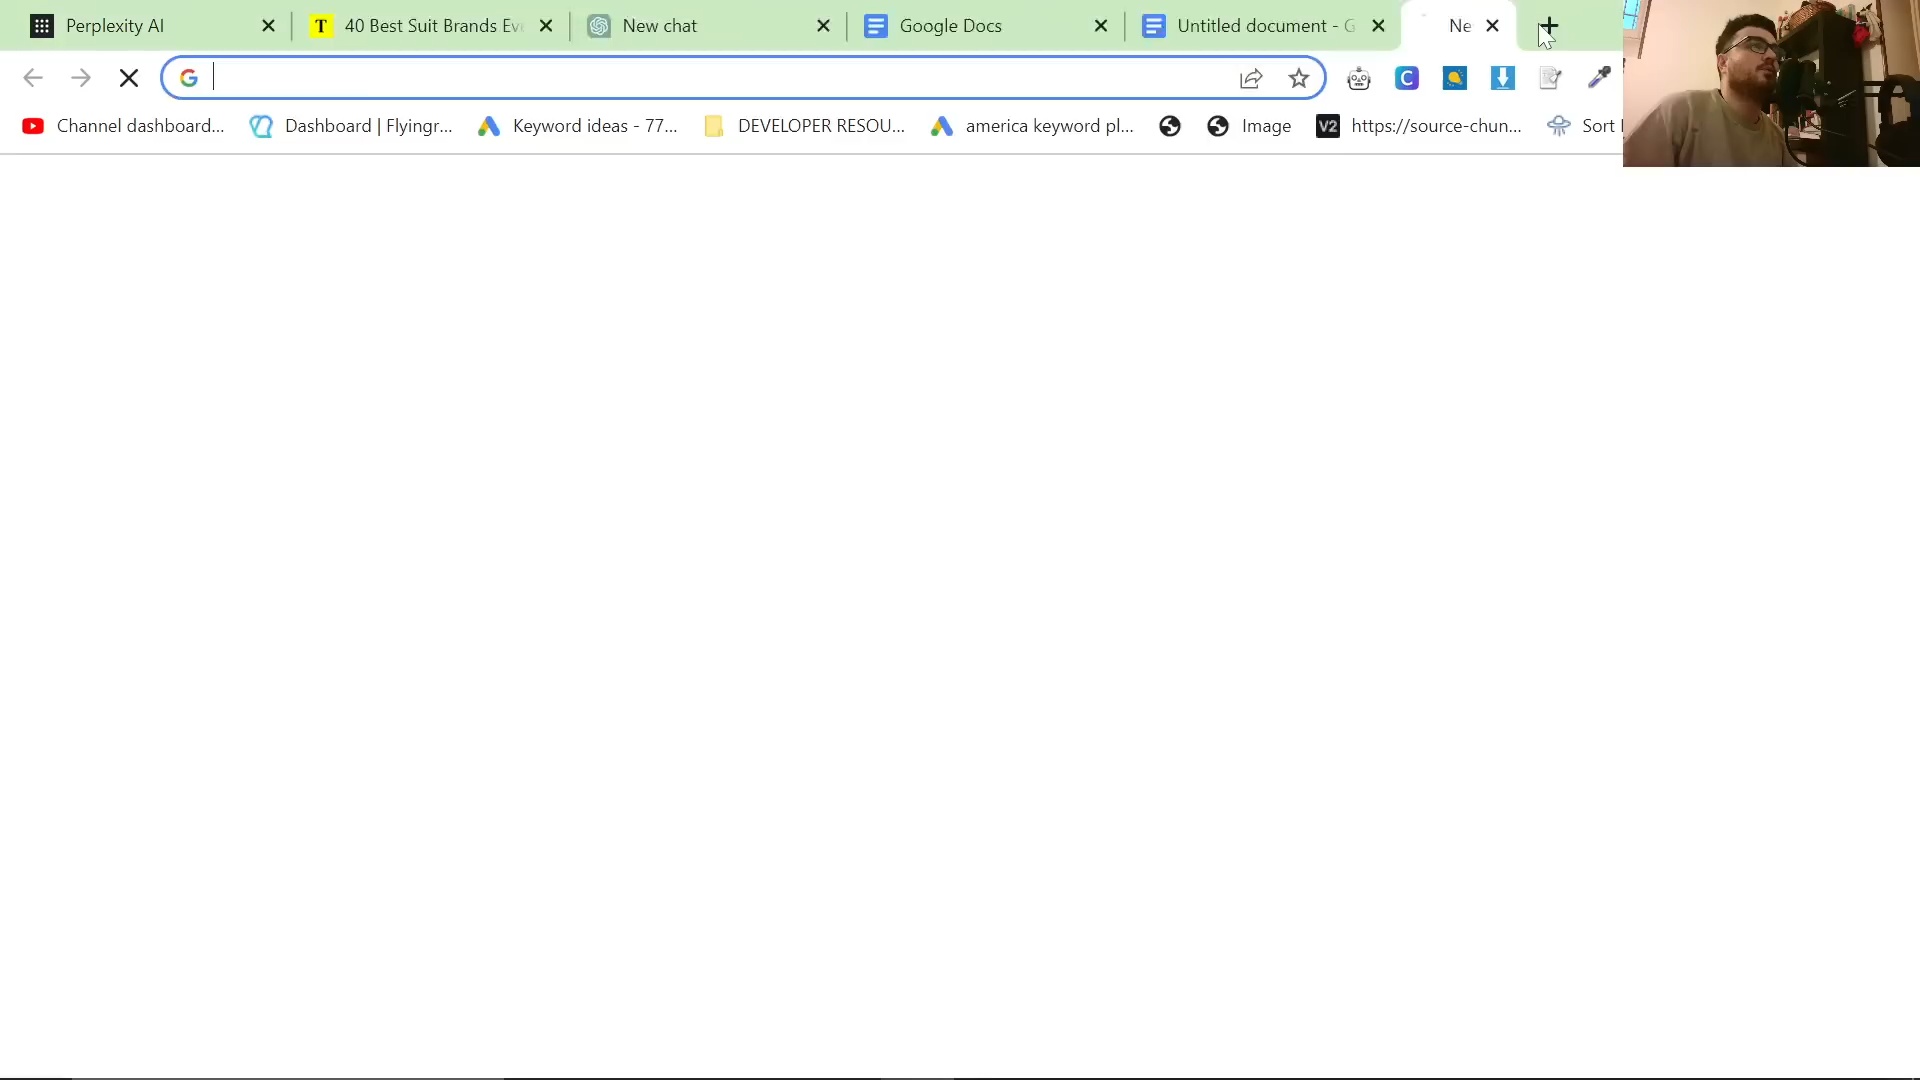 Perplexity AI
T 40 Best Suit Brands Ev
New chat
Google Docs
Untitled document - G
Ne
G
C
Channel dashboard...
Dashboard | Flyingr...
Keyword ideas - 77...
DEVELOPER RESOU...
america keyword pl...
Image
V2 https://source-chun...
Sort